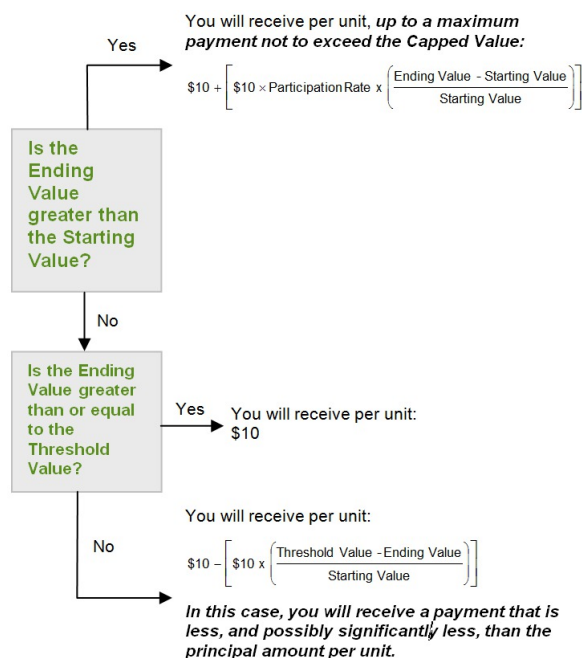 You will receive per unit, up to a maximum
payment not to exceed the Capped Value:
Yes
$10 + [$10 × Participation Rate x (Ending Value - Starting Value / Starting Value)]
Is the
Ending
Value
greater than
the Starting
Value?
No
Is the Ending
Value greater
than or equal
to the
Threshold
Value?
Yes
You will receive per unit:
$10
You will receive per unit:
No
$10 − [$10 x (Threshold Value - Ending Value / Starting Value)]
In this case, you will receive a payment that is
less, and possibly significantly less, than the
principal amount per unit.